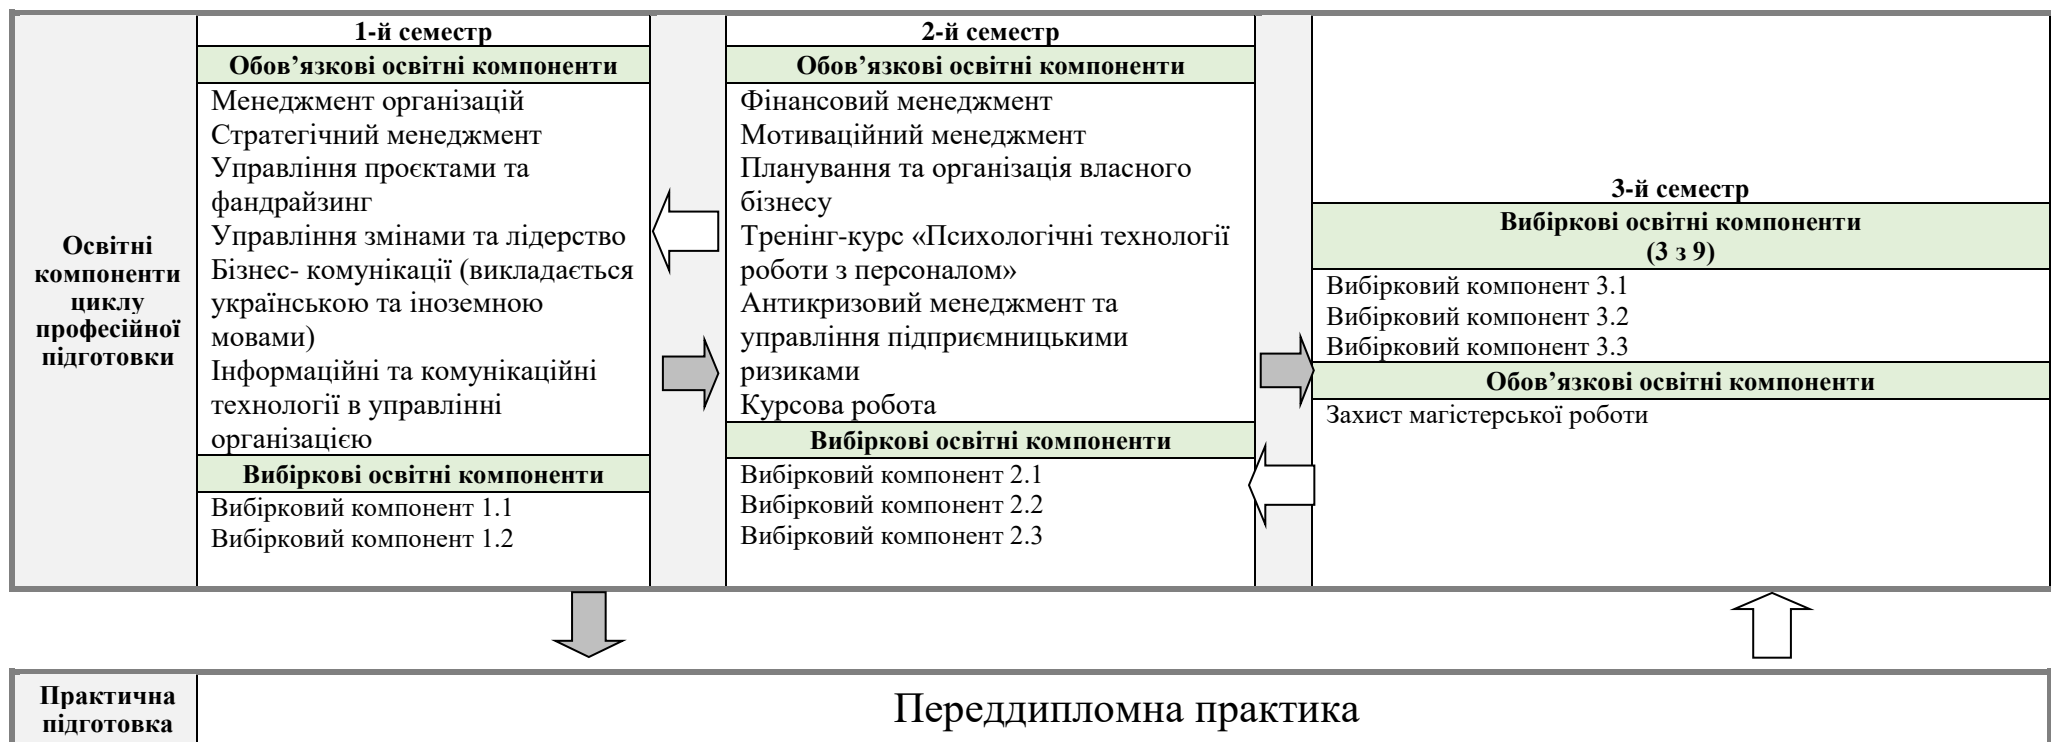 Освітні
компоненти
циклу
професійної
підготовки
1-й семестр
Обов’язкові освітні компоненти
Менеджмент організацій
Стратегічний менеджмент
Управління проєктами та
фандрайзинг
Управління змінами та лідерство
Бізнес- комунікації (викладається
українською та іноземною
мовами)
Інформаційні та комунікаційні
технології в управлінні
організацією
Вибіркові освітні компоненти
Вибірковий компонент 1.1
Вибірковий компонент 1.2
2-й семестр
Обов’язкові освітні компоненти
Фінансовий менеджмент
Мотиваційний менеджмент
Планування та організація власного
бізнесу
Тренінг-курс «Психологічні технології
роботи з персоналом»
Антикризовий менеджмент та
управління підприємницькими
ризиками
Курсова робота
Вибіркові освітні компоненти
Вибірковий компонент 2.1
Вибірковий компонент 2.2
Вибірковий компонент 2.3
3-й семестр
Вибіркові освітні компоненти
(3 з 9)
Вибірковий компонент 3.1
Вибірковий компонент 3.2
Вибірковий компонент 3.3
Обов’язкові освітні компоненти
Захист магістерської роботи
Практична
підготовка
Переддипломна практика